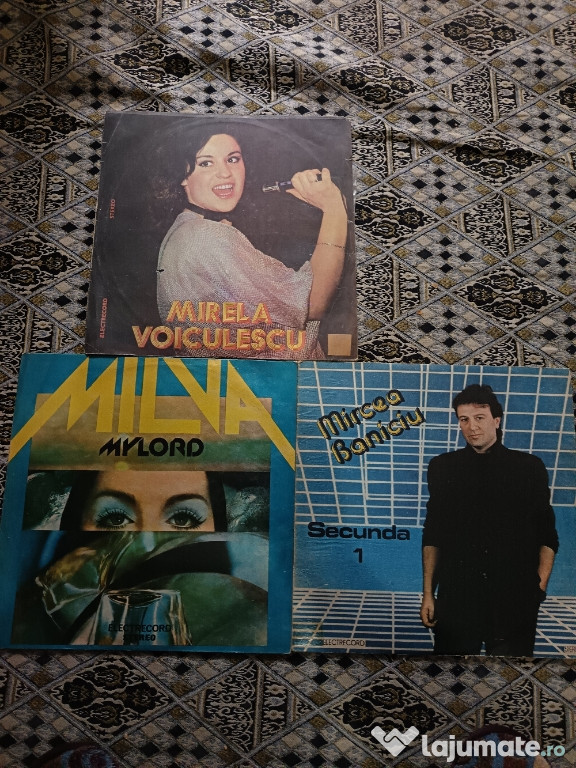 STEREO
ELECTRECORD
MIRELA
VOICULESCU
MILVA
MYLORD
ELECTRECORD
STEREO
Mircea
Baniciu
Secunda
1
ELECTRECORD
lajumate.ro